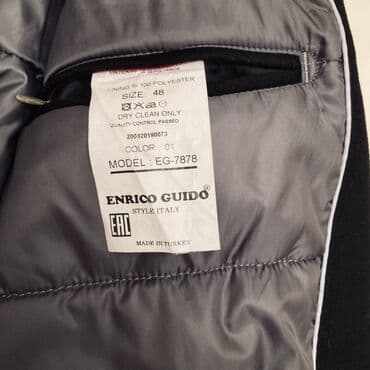 LINING % 100 POLYESTER
SIZE: 48
DRY CLEAN ONLY
QUALITY CONTROL PASSED
200320190073
COLOR : 01
MODEL : EG-7878
ENRICO GUIDO®
STYLE ITALY
EAC
MADE IN TURKEY